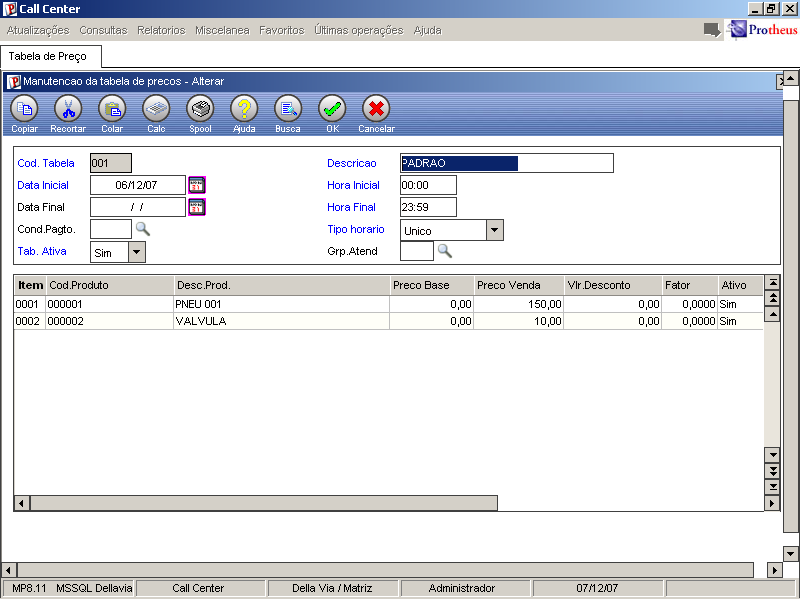 Call Center
Atualizações Consultas Relatorios Miscelanea Favoritos Últimas operações Ajuda Protheus
Tabela de Preço
Manutencao da tabela de precos - Alterar
Copiar Recortar Colar Calc Spool Ajuda Busca OK Cancelar
Cod. Tabela 001 Descricao PADRAO
Data Inicial 06/12/07 Hora Inicial 00:00
Data Final / / Hora Final 23:59
Cond.Pagto. Tipo horario Unico
Tab. Ativa Sim Grp.Atend
Item Cod.Produto Desc.Prod. Preco Base Preco Venda Vlr.Desconto Fator Ativo
0001 000001 PNEU 001 0,00 150,00 0,00 0,0000 Sim
0002 000002 VALVULA 0,00 10,00 0,00 0,0000 Sim
MP8.11 MSSQL Dellavia Call Center Della Via / Matriz Administrador 07/12/07